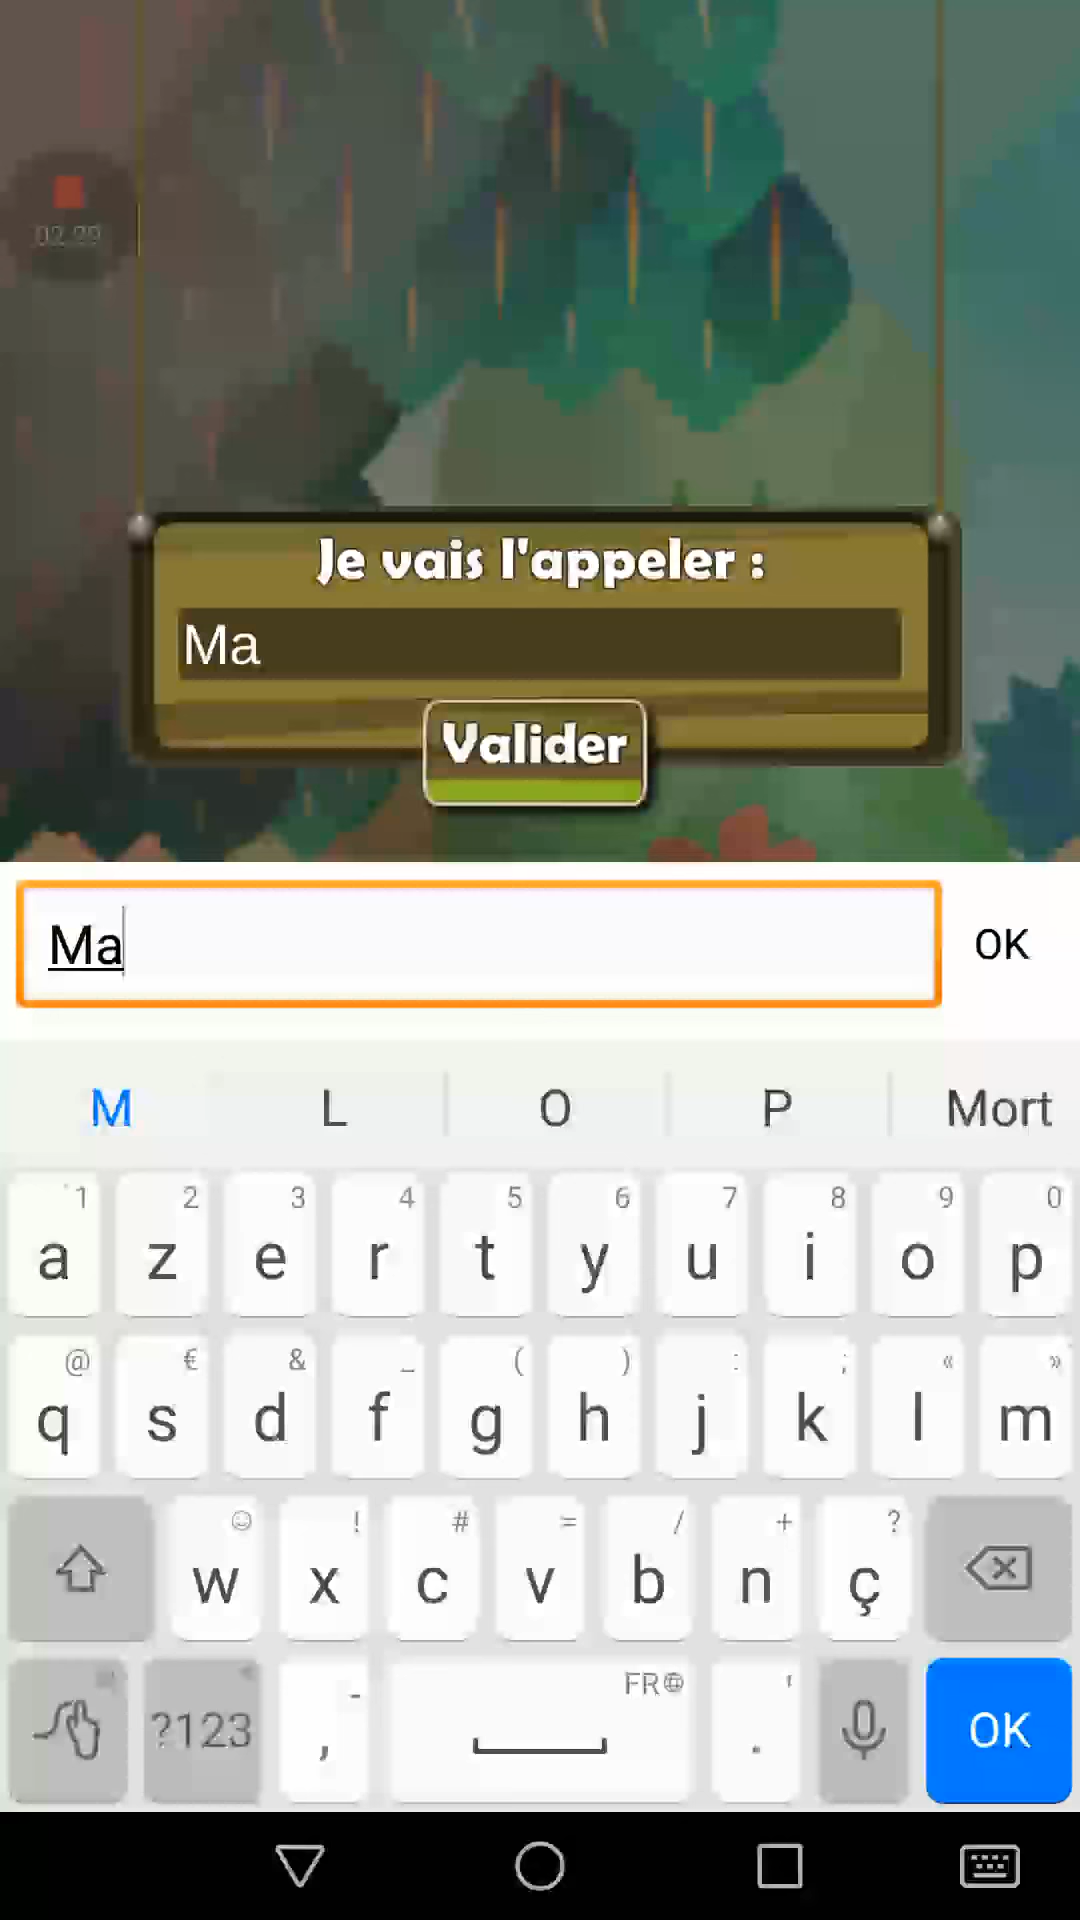 02:29
Je vais l'appeler :
Ma
Valider
Ma OK
M L O P Mort
1 2 3 4 5 6 7 8 9 0
a z e r t y u i o p
@ € & _ ( ) : ; « »
q s d f g h j k l m
! # = / + ?
w x c v b n ç
- FR '
?123 , . OK